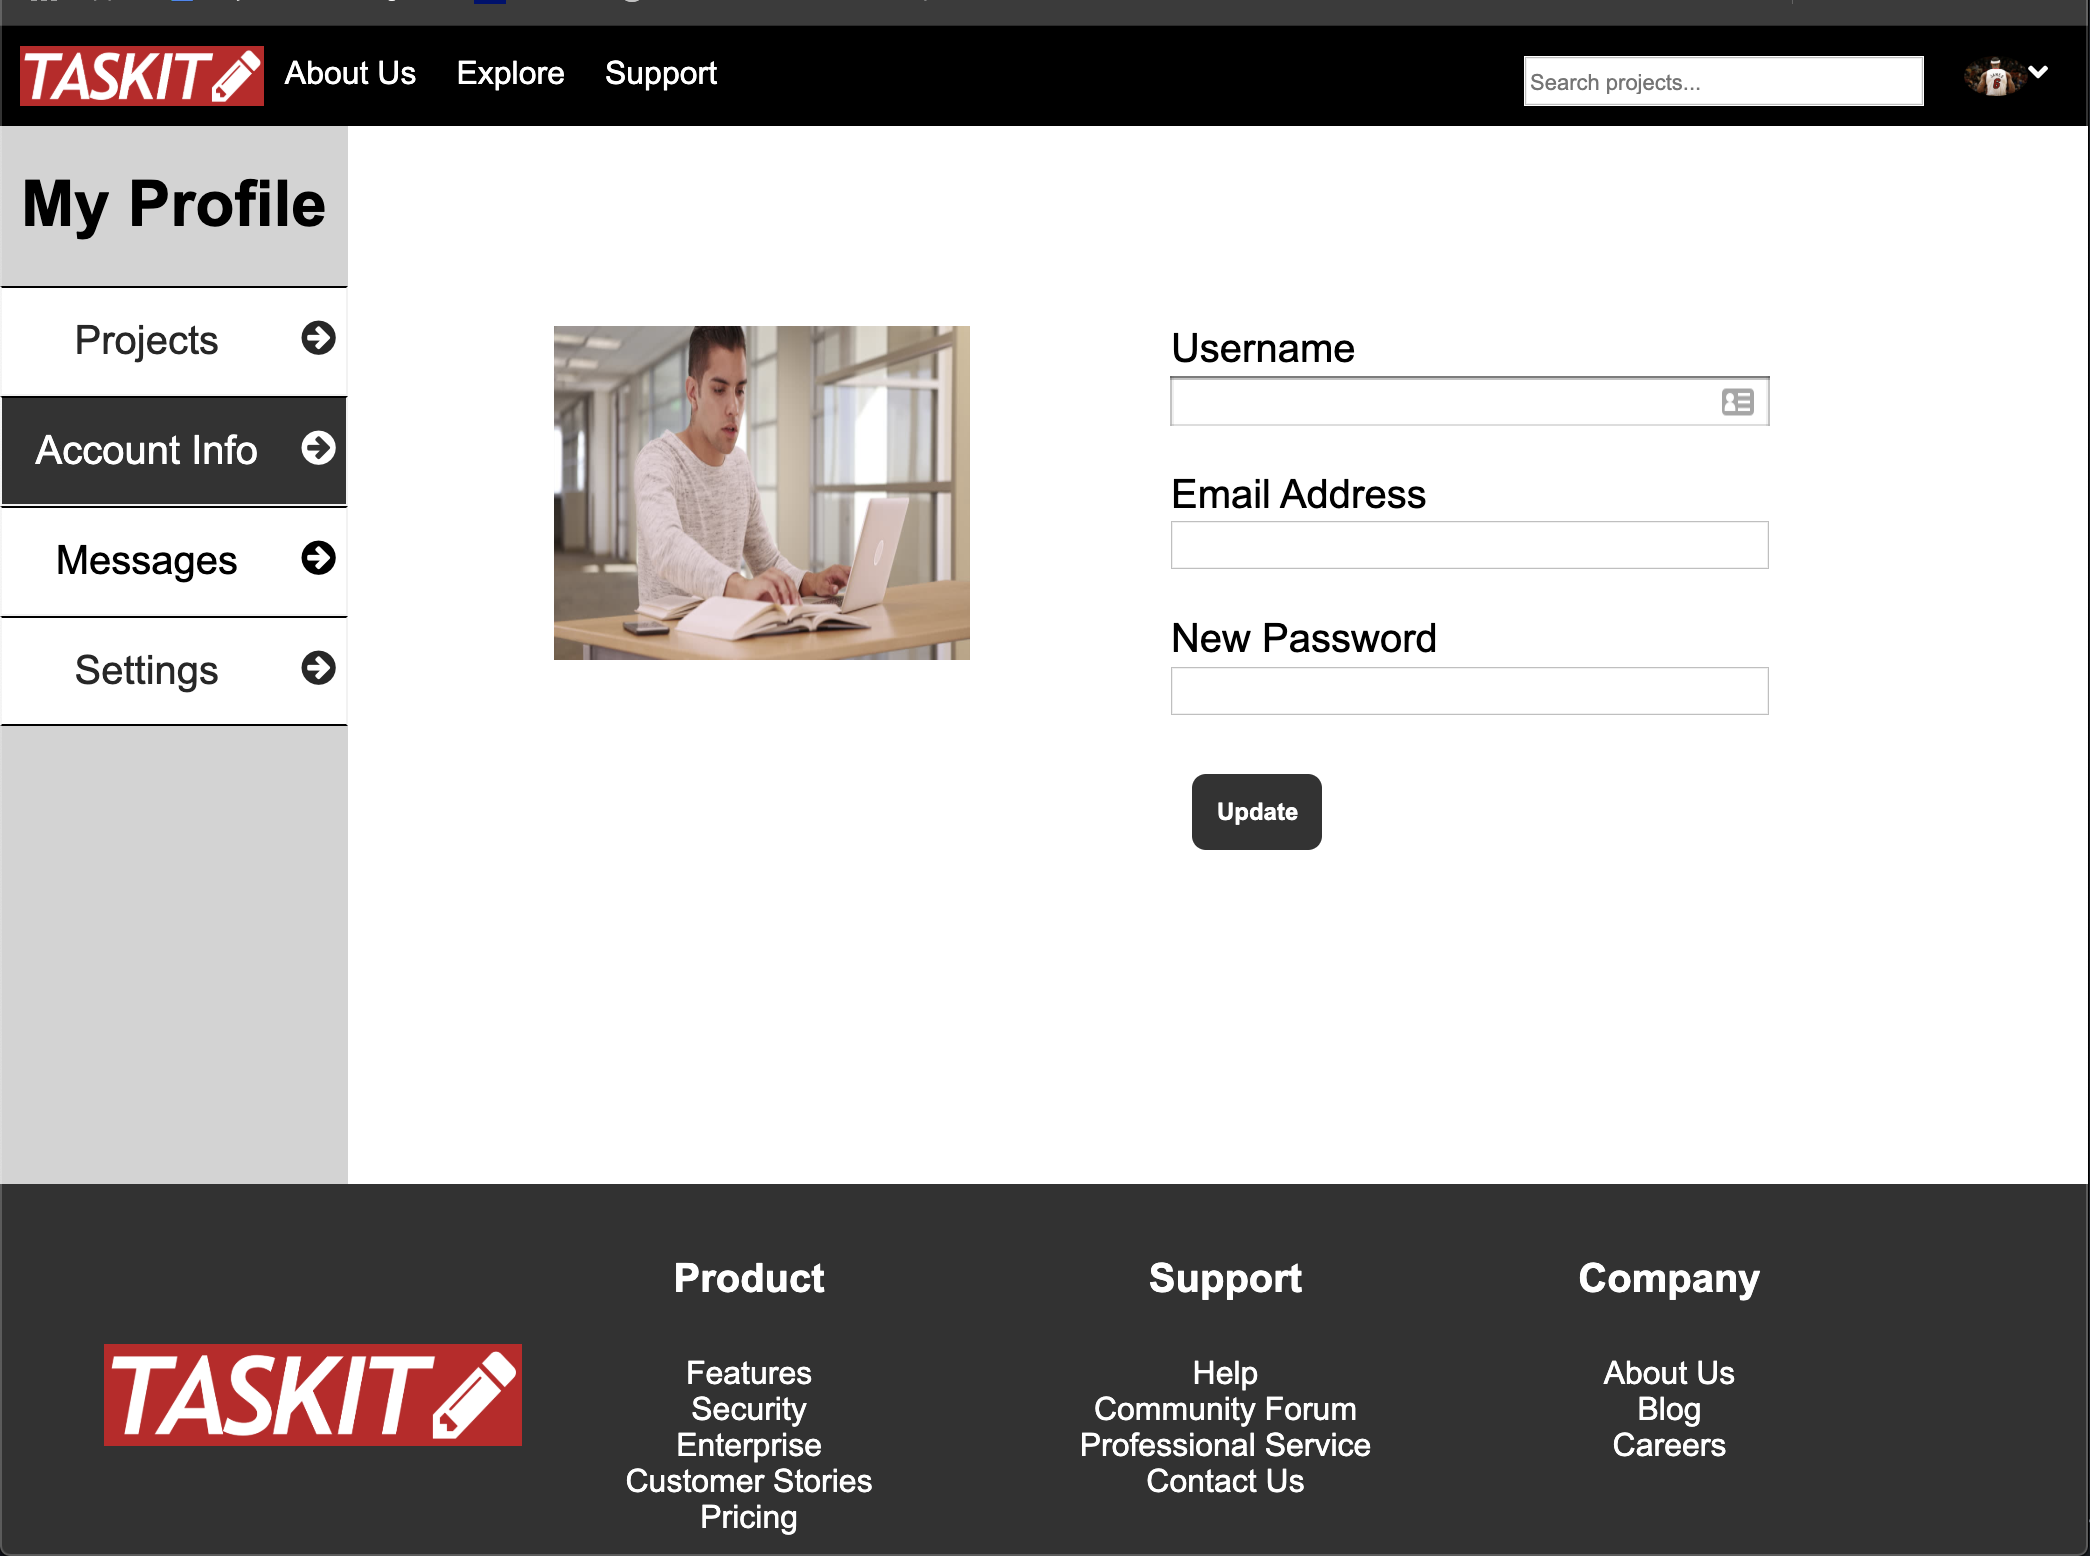 TASKIT
About Us
Explore
Support
Search projects...
My Profile
Projects
Account Info
Messages
Settings
Username
Email Address
New Password
Update
TASKIT
Product
Features
Security
Enterprise
Customer Stories
Pricing
Support
Help
Community Forum
Professional Service
Contact Us
Company
About Us
Blog
Careers